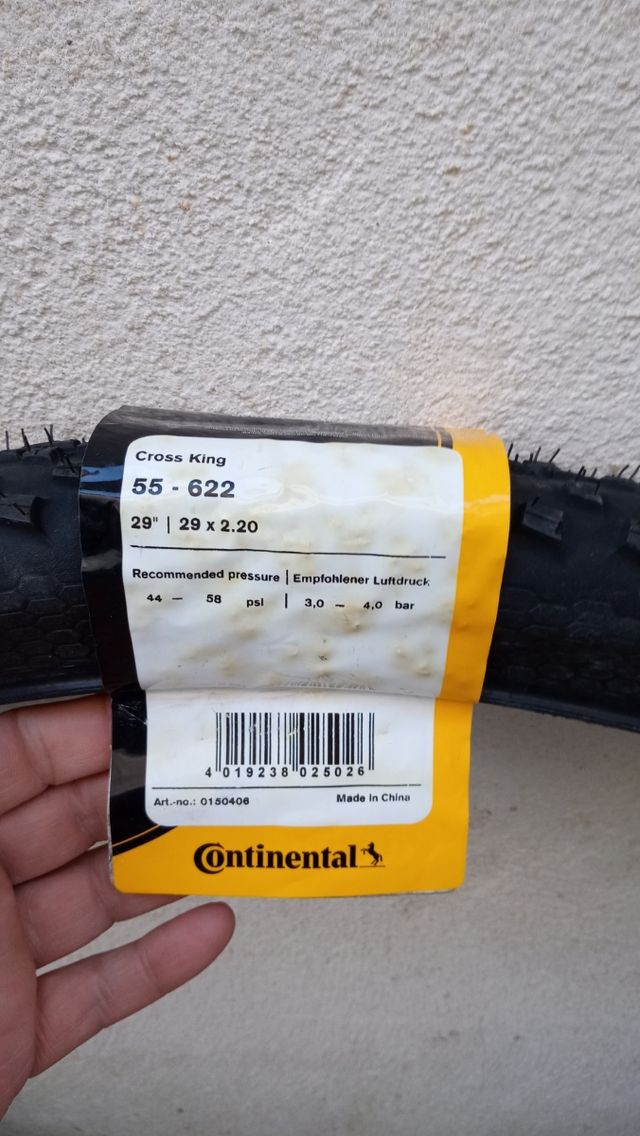 Cross King
55 - 622
29" | 29 x 2.20
Recommended pressure | Empfohlener Luftdruck
44 – 58 psi | 3,0 – 4,0 bar
4 019238 025026
Art.-no.: 0150406 Made in China
Continental